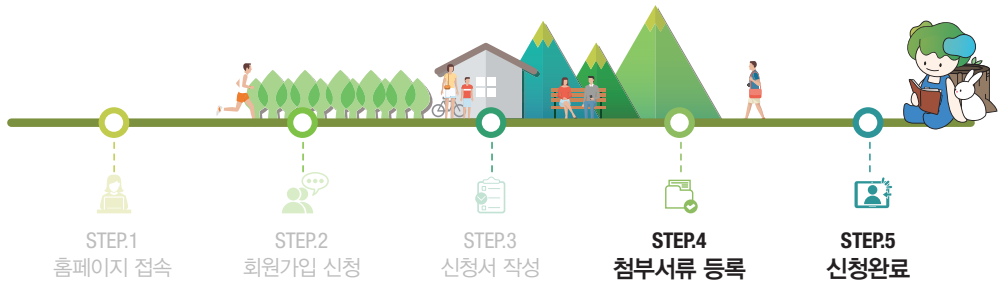 STEP.1
홈페이지 접속
STEP.2
회원가입 신청
STEP.3
신청서 작성
STEP.4
첨부서류 등록
STEP.5
신청완료